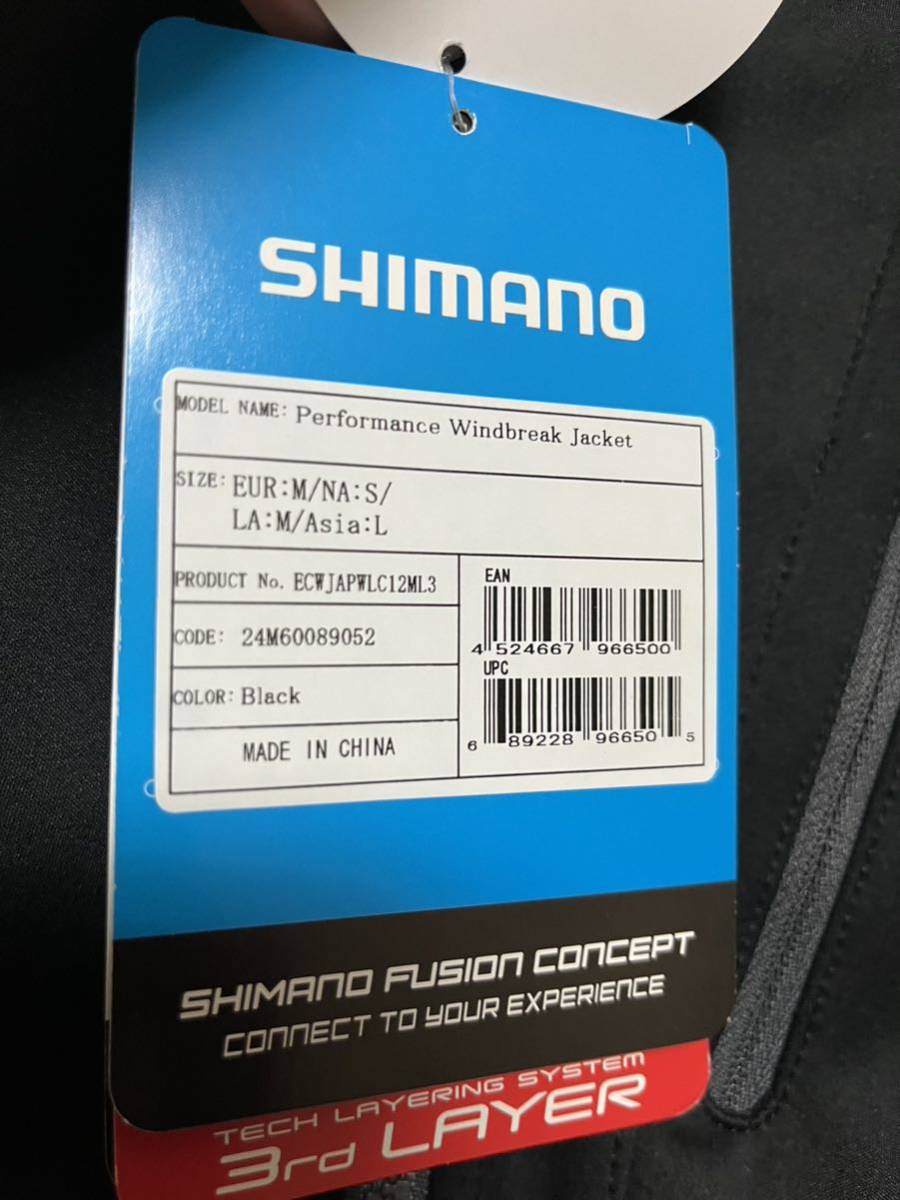 SHIMANO
MODEL NAME: Performance Windbreak Jacket
SIZE: EUR:M/NA:S/
LA:M/Asia:L
PRODUCT No. ECWJAPWLC12ML3
CODE: 24M60089052
COLOR: Black
MADE IN CHINA
EAN
4 524667 966500
UPC
6 89228 96650 5
SHIMANO FUSION CONCEPT
CONNECT TO YOUR EXPERIENCE
TECH LAYERING SYSTEM
3rd LAYER